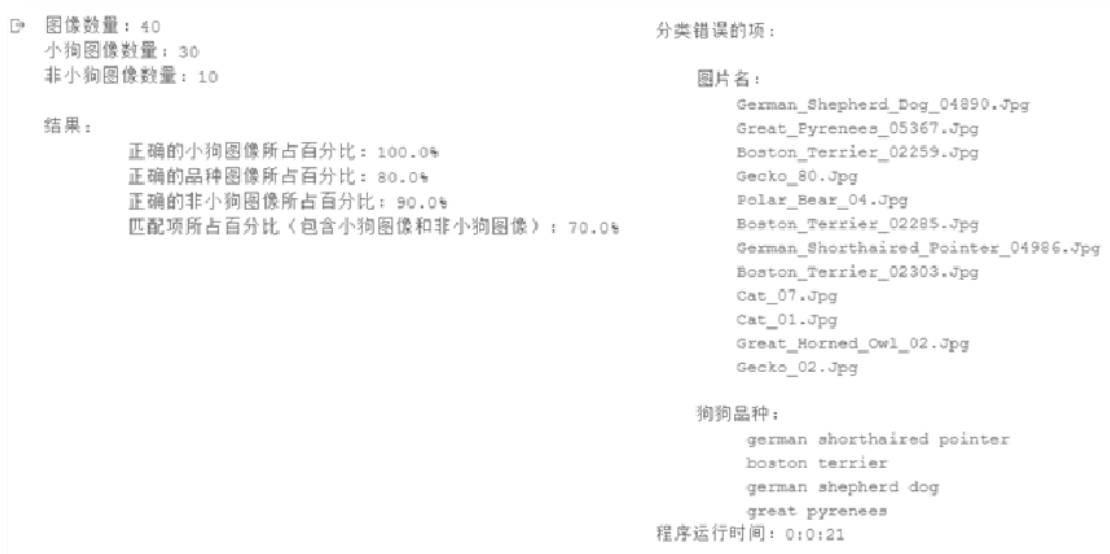 图像数量: 40
小狗图像数量: 30
非小狗图像数量: 10
结果:
正确的小狗图像所占百分比: 100.0%
正确的品种图像所占百分比: 80.0%
正确的非小狗图像所占百分比: 90.0%
匹配项所占百分比（包含小狗图像和非小狗图像）: 70.0%
分类错误的项:
图片名:
German_Shepherd_Dog_04890.Jpg
Great_Pyrenees_05367.Jpg
Boston_Terrier_02259.Jpg
Gecko_80.Jpg
Polar_Bear_04.Jpg
Boston_Terrier_02285.Jpg
German_Shorthaired_Pointer_04986.Jpg
Boston_Terrier_02303.Jpg
Cat_07.Jpg
Cat_01.Jpg
Great_Horned_Owl_02.Jpg
Gecko_02.Jpg
狗狗品种:
german shorthaired pointer
boston terrier
german shepherd dog
great pyrenees
程序运行时间: 0:0:21